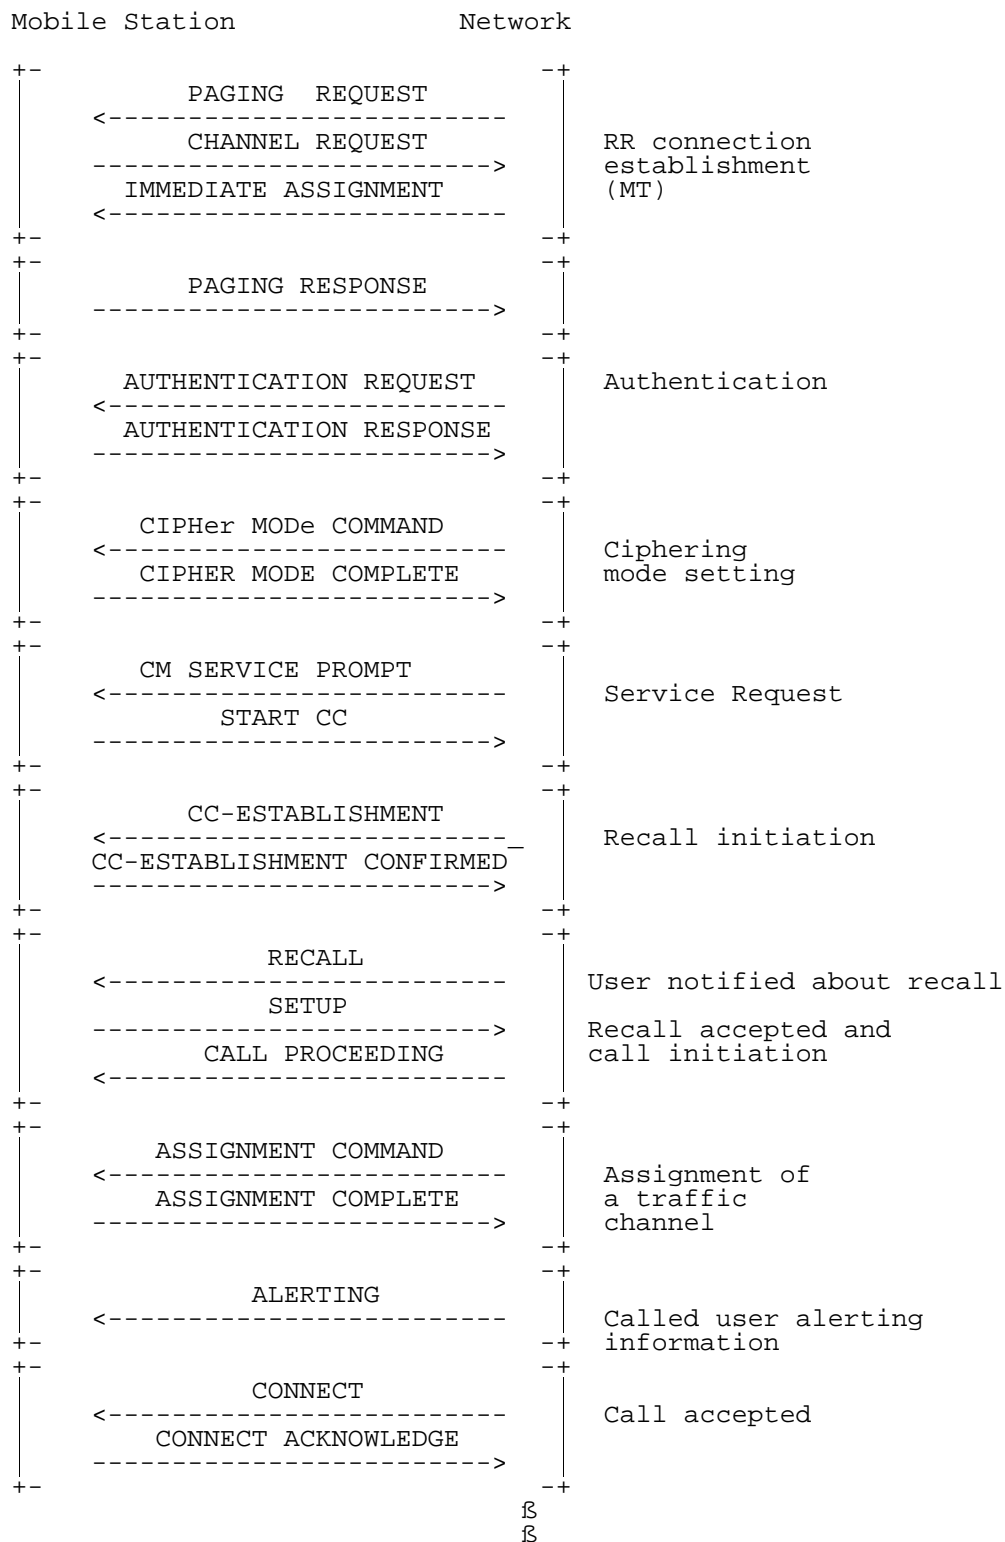 Mobile Station Network
+- -+
PAGING REQUEST
<-------------------------
CHANNEL REQUEST RR connection
-------------------------> establishment
IMMEDIATE ASSIGNMENT (MT)
<-------------------------
+- -+
+- -+
PAGING RESPONSE
------------------------->
+- -+
+- -+
AUTHENTICATION REQUEST Authentication
<-------------------------
AUTHENTICATION RESPONSE
------------------------->
+- -+
+- -+
CIPHer MODe COMMAND
<------------------------- Ciphering
CIPHER MODE COMPLETE mode setting
------------------------->
+- -+
+- -+
CM SERVICE PROMPT
<------------------------- Service Request
START CC
------------------------->
+- -+
+- -+
CC-ESTABLISHMENT
<-------------------------_ Recall initiation
CC-ESTABLISHMENT CONFIRMED
------------------------->
+- -+
+- -+
RECALL
<------------------------- User notified about recall
SETUP
-------------------------> Recall accepted and
CALL PROCEEDING call initiation
<-------------------------
+- -+
+- -+
ASSIGNMENT COMMAND
<------------------------- Assignment of
ASSIGNMENT COMPLETE a traffic
-------------------------> channel
+- -+
+- -+
ALERTING
<------------------------- Called user alerting
+- -+ information
+- -+
CONNECT
<------------------------- Call accepted
CONNECT ACKNOWLEDGE
------------------------->
+- -+
ß
ß